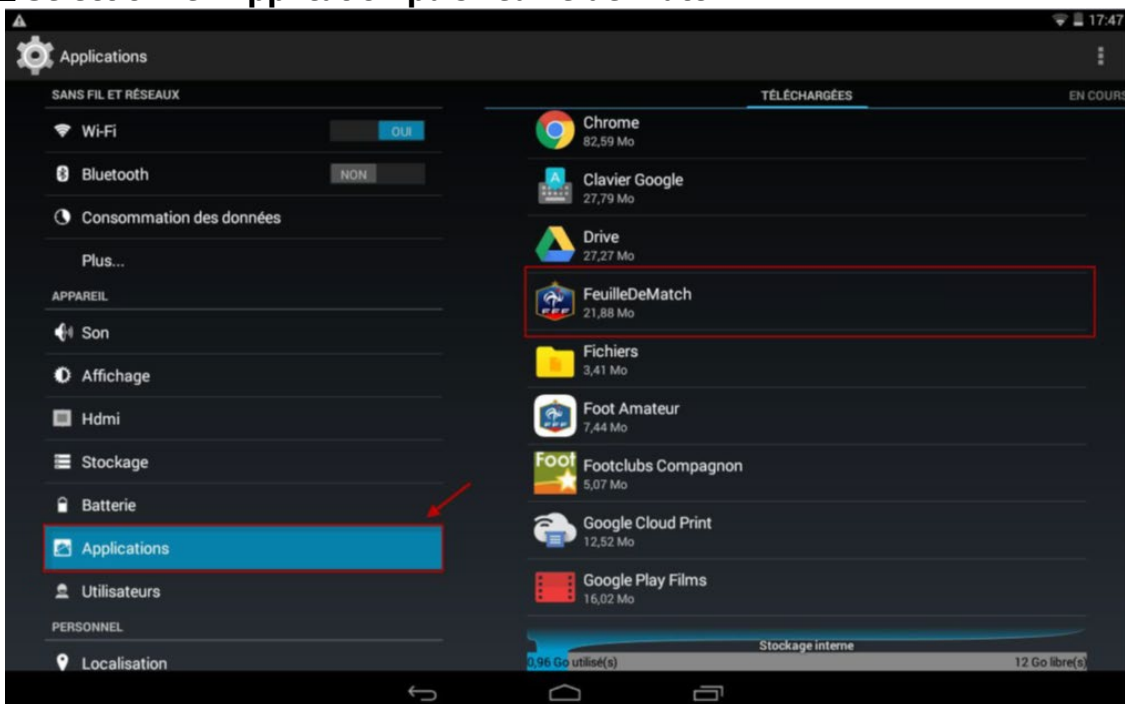 17:47
Applications
SANS FIL ET RÉSEAUX
Wi-Fi
OUI
Bluetooth
NON
Consommation des données
Plus...
APPAREIL
Son
Affichage
Hdmi
Stockage
Batterie
Applications
Utilisateurs
PERSONNEL
Localisation
TÉLÉCHARGÉES
EN COURS
Chrome
82,59 Mo
A
Clavier Google
27,79 Mo
Drive
27,27 Mo
FeuilleDeMatch
21,88 Mo
FFF
Fichiers
3,41 Mo
Foot Amateur
7,44 Mo
Foot
Footclubs Compagnon
5,07 Mo
Google Cloud Print
12,52 Mo
Google Play Films
16,02 Mo
Stockage interne
0,96 Go utilisé(s)
12 Go libre(s)